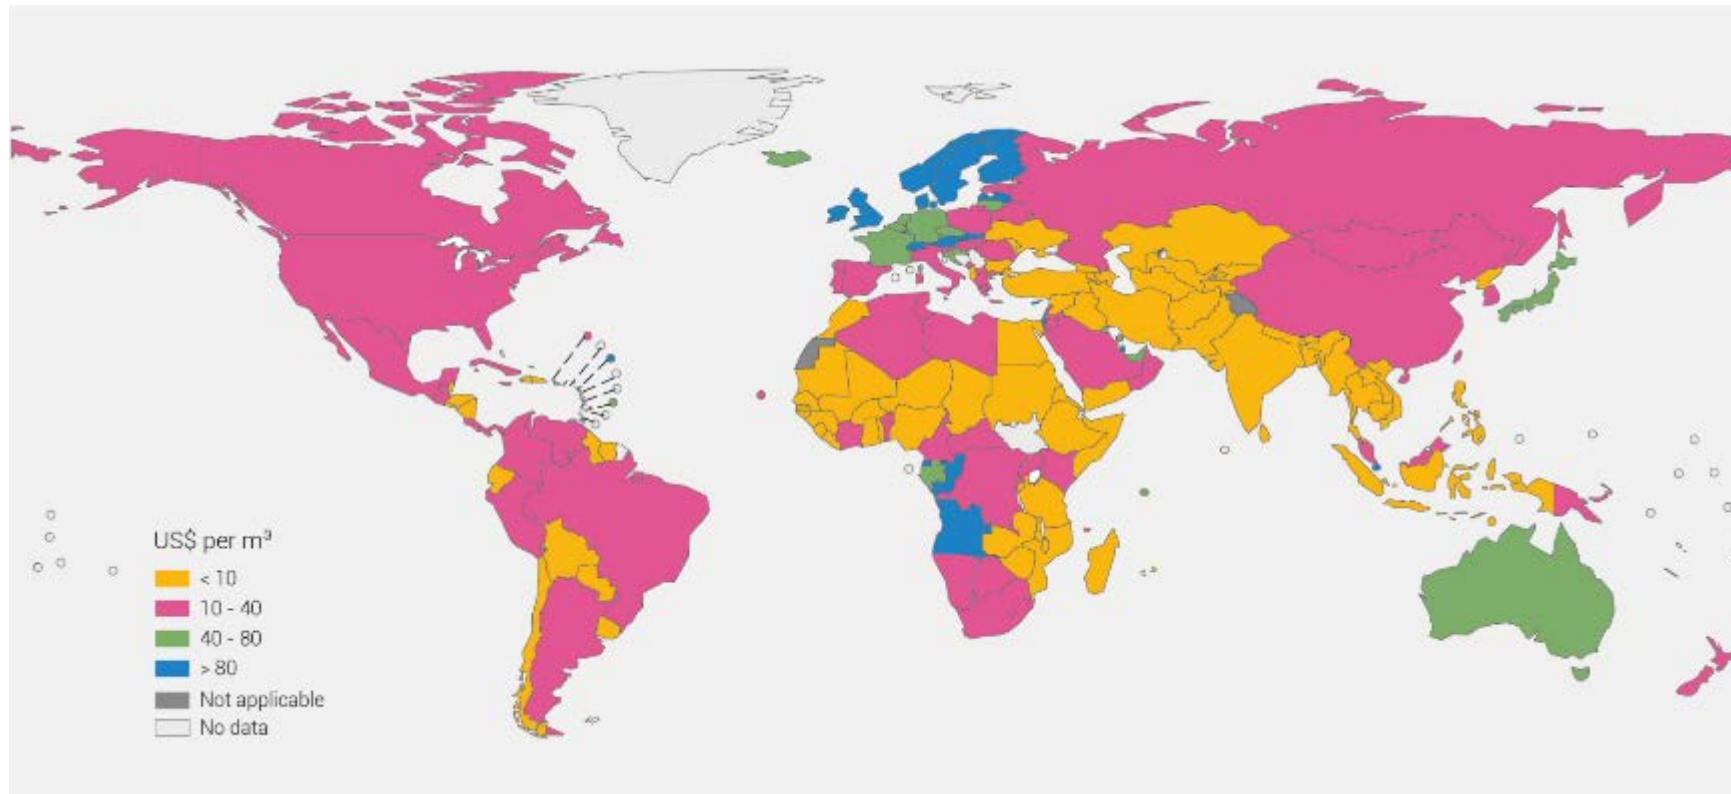 US$ per m³
< 10
10 - 40
40 - 80
> 80
Not applicable
No data